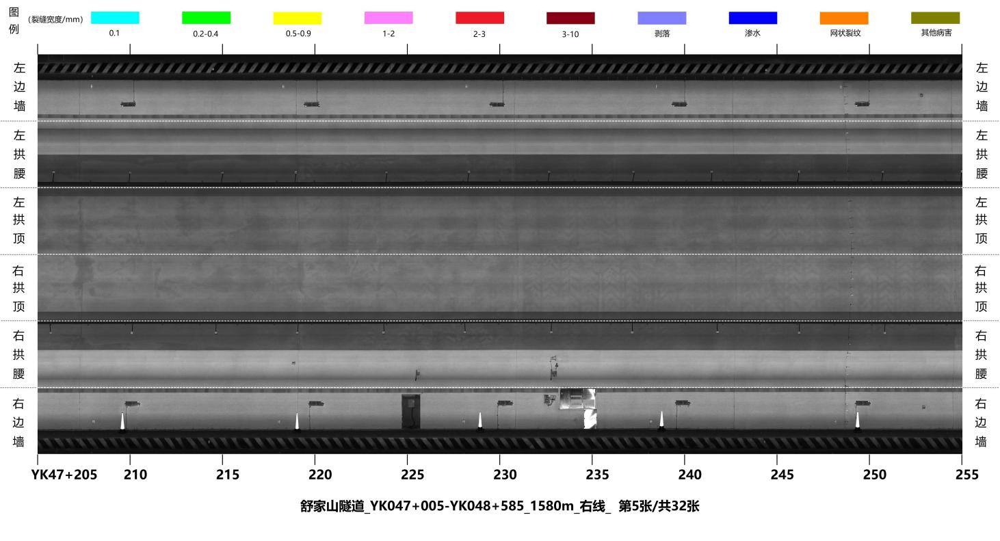 图例 (裂缝宽度/mm)
0.1 0.2-0.4 0.5-0.9 1-2 2-3 3-10 剥落 渗水 网状裂纹 其他病害
左边墙 左边墙
左拱腰 左拱腰
左拱顶 左拱顶
右拱顶 右拱顶
右拱腰 右拱腰
右边墙 右边墙
YK47+205 210 215 220 225 230 235 240 245 250 255
舒家山隧道_YK047+005-YK048+585_1580m_右线_ 第5张/共32张